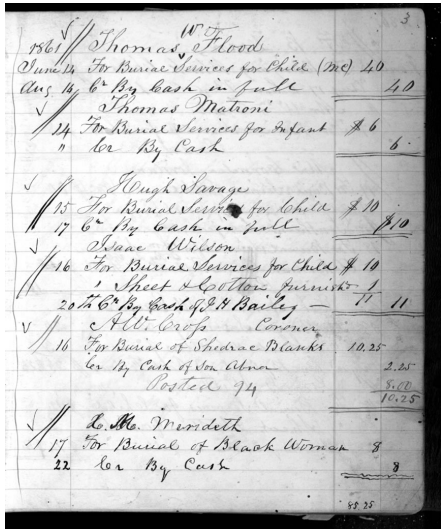 3
W
1861 Thomas Flood
June 14 For Burial Services for Child (Mc) 40
Aug 14 Cr By Cash in full 40
Thomas Matroni
24 For Burial Services for Infant $ 6
" Cr By Cash 6
Hugh Savage
15 For Burial Services for Child $ 10
17 Cr By Cash in full $10
Isaac Wilson
16 For Burial Services for Child $ 10
1 Sheet & Cotton furnish 1
20th Cr By Cash of J H Bailey — 11 11
A.W. Cross Coroner
16 For Burial of Shedrac Blanks 10.25
Cr By Cash of Son Abner 2.25
Posted 94 8.00
10.25
M. Merideth
17 For Burial of Black Woman 8
22 Cr By Cash 8
85.25